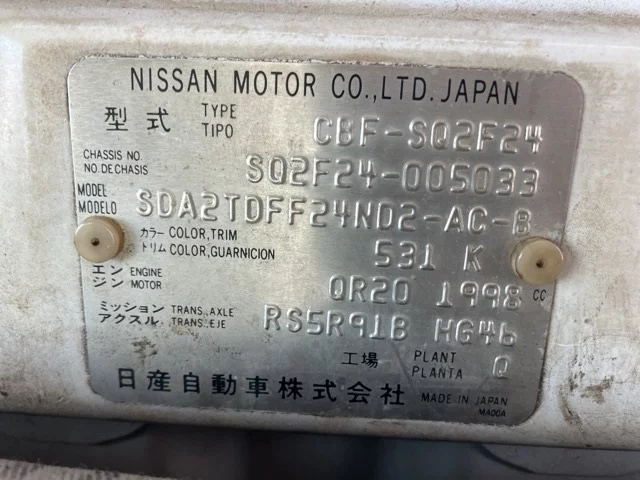 NISSAN MOTOR CO.,LTD. JAPAN
型式 TYPE TIPO CBF-SQ2F24
CHASSIS NO. NO. DE CHASIS SQ2F24-005033
MODEL MODELO SDA2TDFF24ND2-AC-B
カラー COLOR, TRIM トリム COLOR, GUARNICION 531 K
エンジン ENGINE MOTOR QR20 1998 CC
ミッション TRANS., AXLE アクスル TRANS., EJE RS5R91B HG46
工場 PLANT PLANTA Q
日産自動車株式会社 MADE IN JAPAN
MA00A